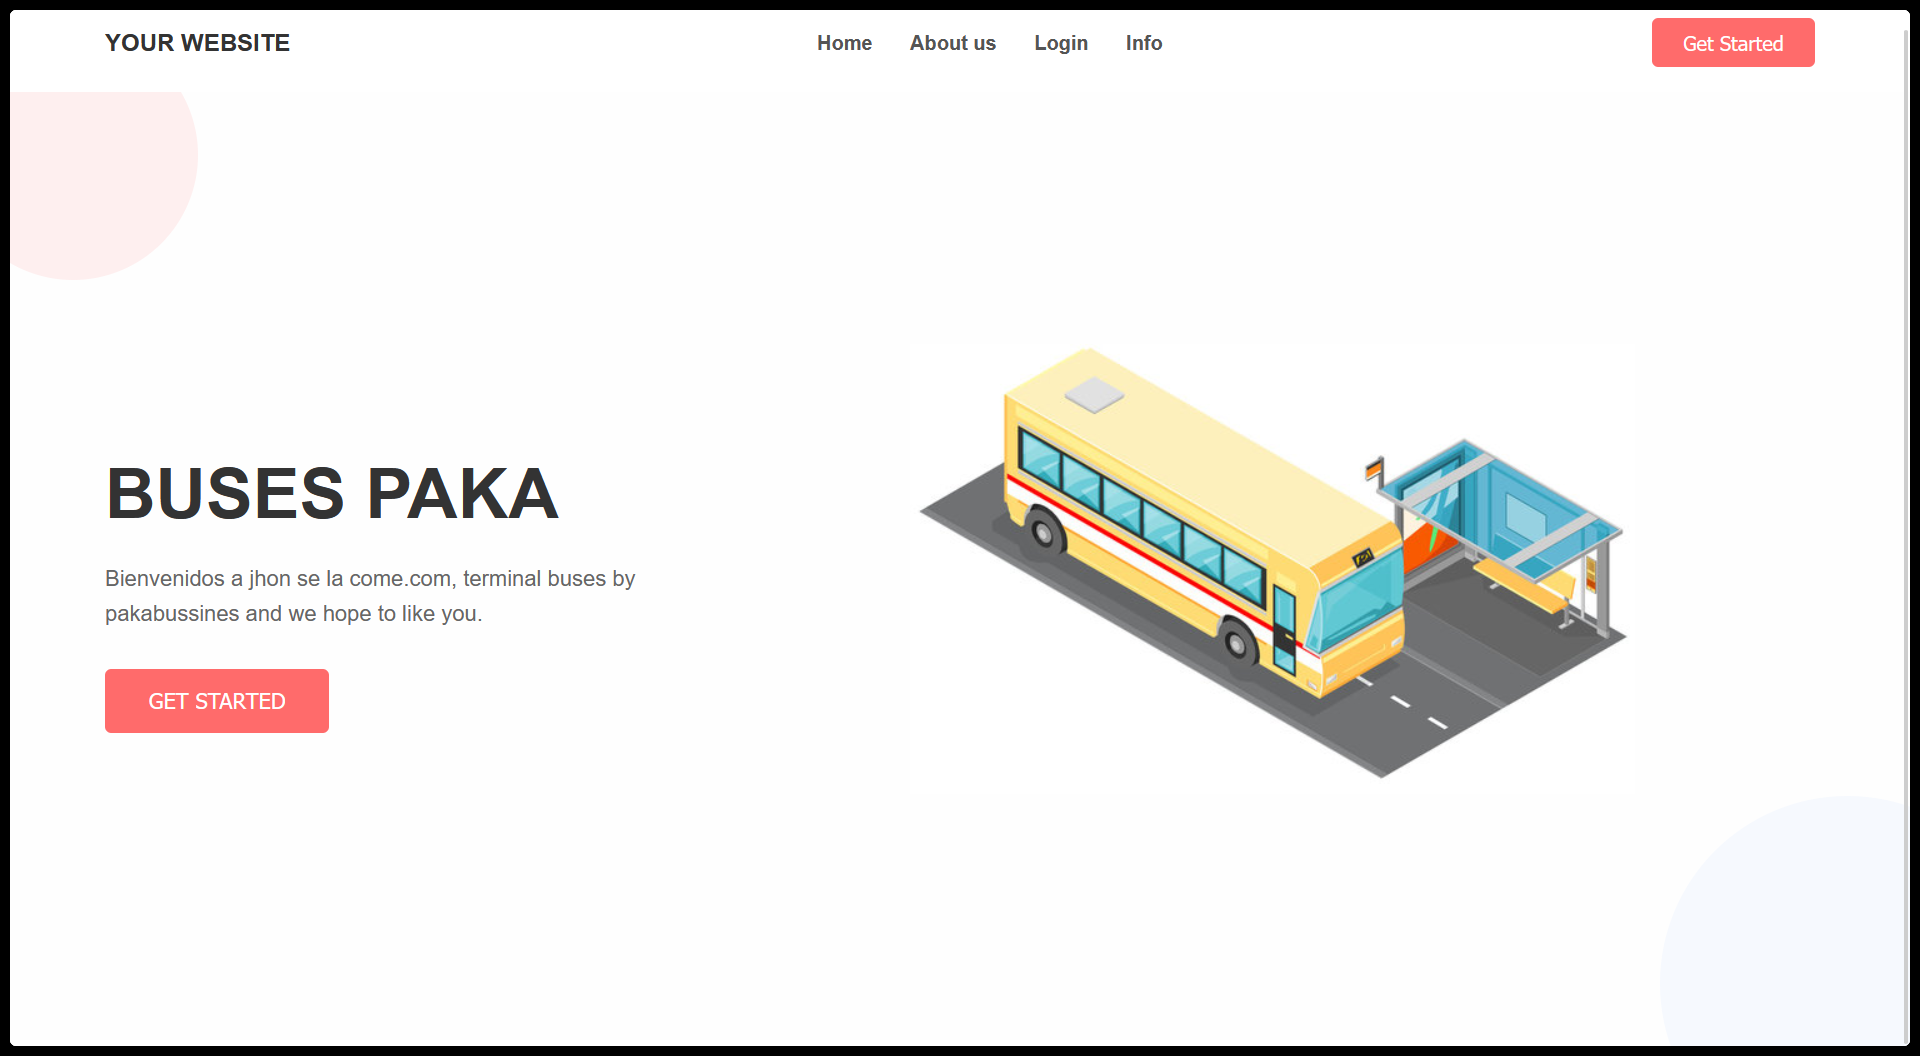 YOUR WEBSITE
Home
About us
Login
Info
Get Started
BUSES PAKA
Bienvenidos a jhon se la come.com, terminal buses by
pakabussines and we hope to like you.
GET STARTED